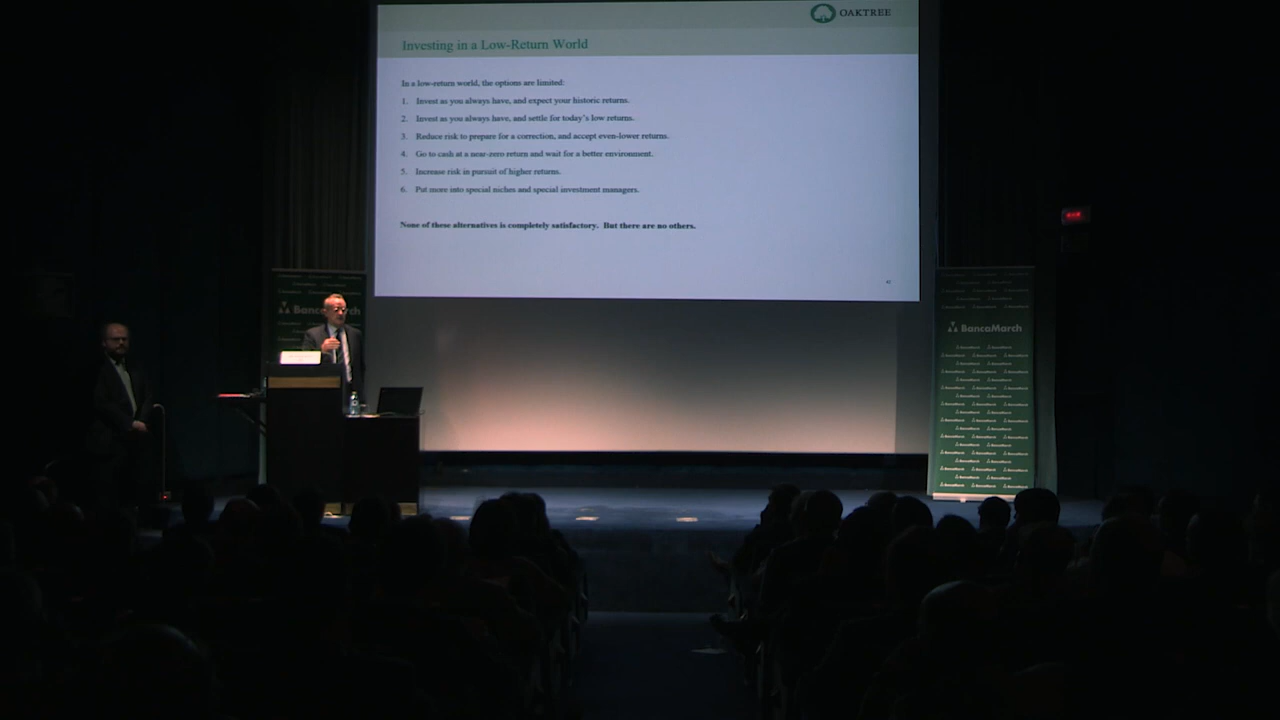 OAKTREE
Investing in a Low-Return World
In a low-return world, the options are limited:
1. Invest as you always have, and expect your historic returns.
2. Invest as you always have, and settle for today's low returns.
3. Reduce risk to prepare for a correction, and accept even-lower returns.
4. Go to cash at a near-zero return and wait for a better environment.
5. Increase risk in pursuit of higher returns.
6. Put more into special niches and special investment managers.
None of these alternatives is completely satisfactory. But there are no others.
BancaMarch